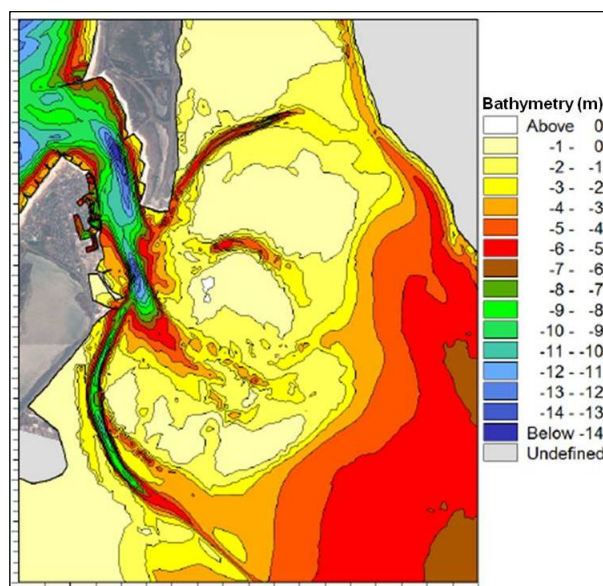 Bathymetry (m)
Above 0
-1 - 0
-2 - -1
-3 - -2
-4 - -3
-5 - -4
-6 - -5
-7 - -6
-8 - -7
-9 - -8
-10 - -9
-11 - -10
-12 - -11
-13 - -12
-14 - -13
Below -14
Undefined